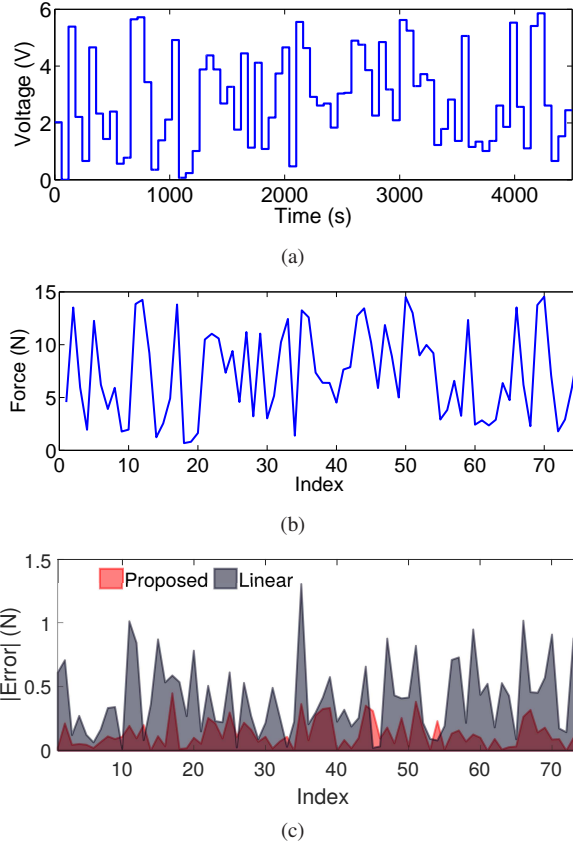 6
4
2
0
Voltage (V)
0 1000 2000 3000 4000
Time (s)
(a)
15
10
5
0
Force (N)
0 10 20 30 40 50 60 70
Index
(b)
1.5
1
0.5
0
|Error| (N)
Proposed Linear
10 20 30 40 50 60 70
Index
(c)